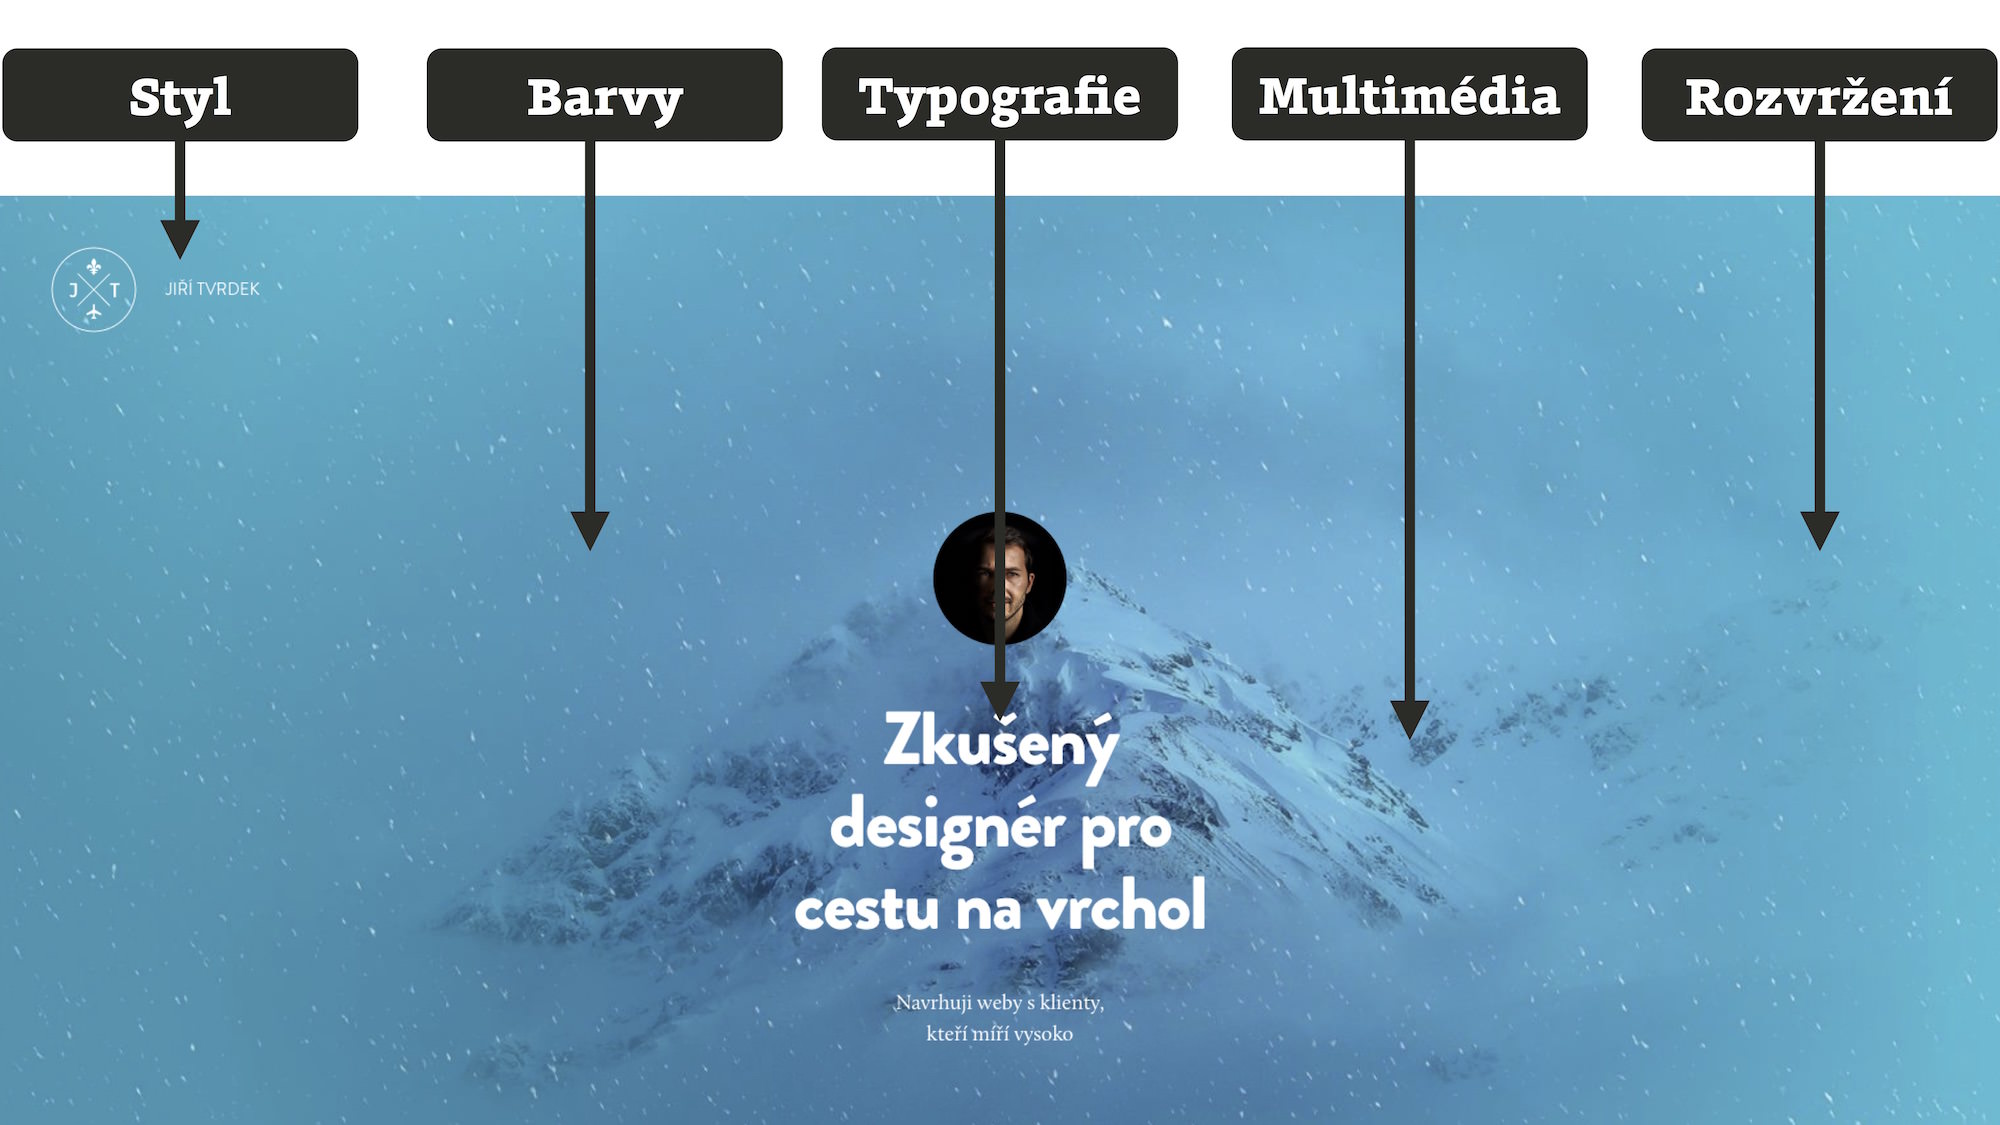 Styl
Barvy
Typografie
Multimédia
Rozvržení
J T
JIŘÍ TVRDEK
Zkušený
designér pro
cestu na vrchol
Navrhuji weby s klienty,
kteří míří vysoko